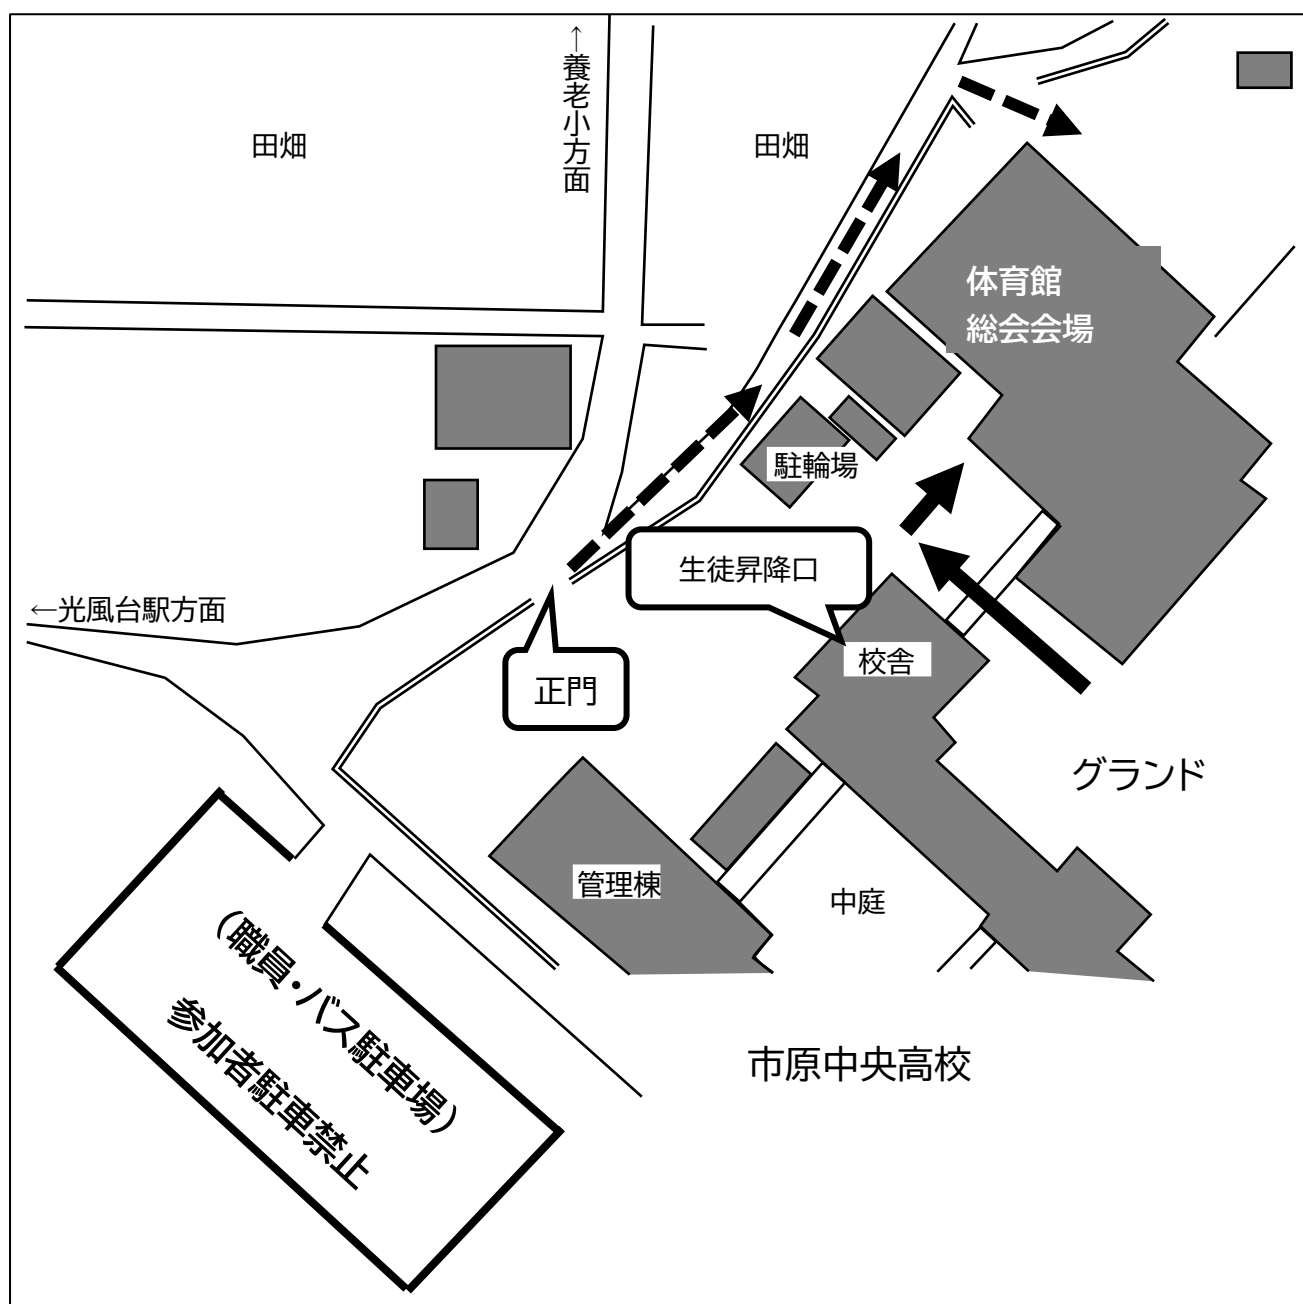 ↑養老小方面
田畑
田畑
体育館
総会会場
駐輪場
生徒昇降口
←光風台駅方面
校舎
正門
グランド
管理棟
中庭
(職員・バス駐車場)
参加者駐車禁止
市原中央高校